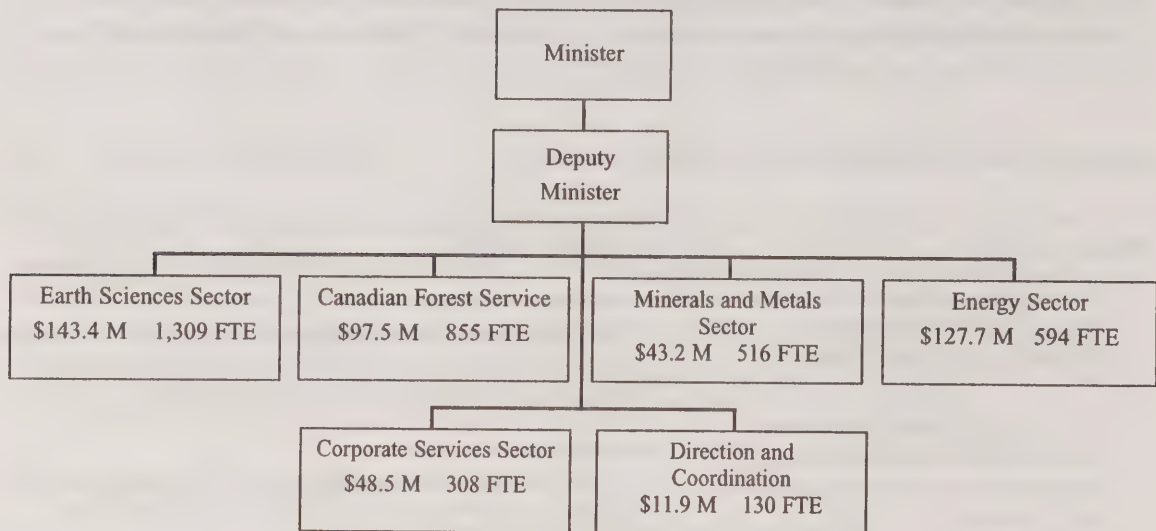 Minister
Deputy
Minister
Earth Sciences Sector
$143.4 M 1,309 FTE
Canadian Forest Service
$97.5 M 855 FTE
Minerals and Metals
Sector
$43.2 M 516 FTE
Energy Sector
$127.7 M 594 FTE
Corporate Services Sector
$48.5 M 308 FTE
Direction and
Coordination
$11.9 M 130 FTE